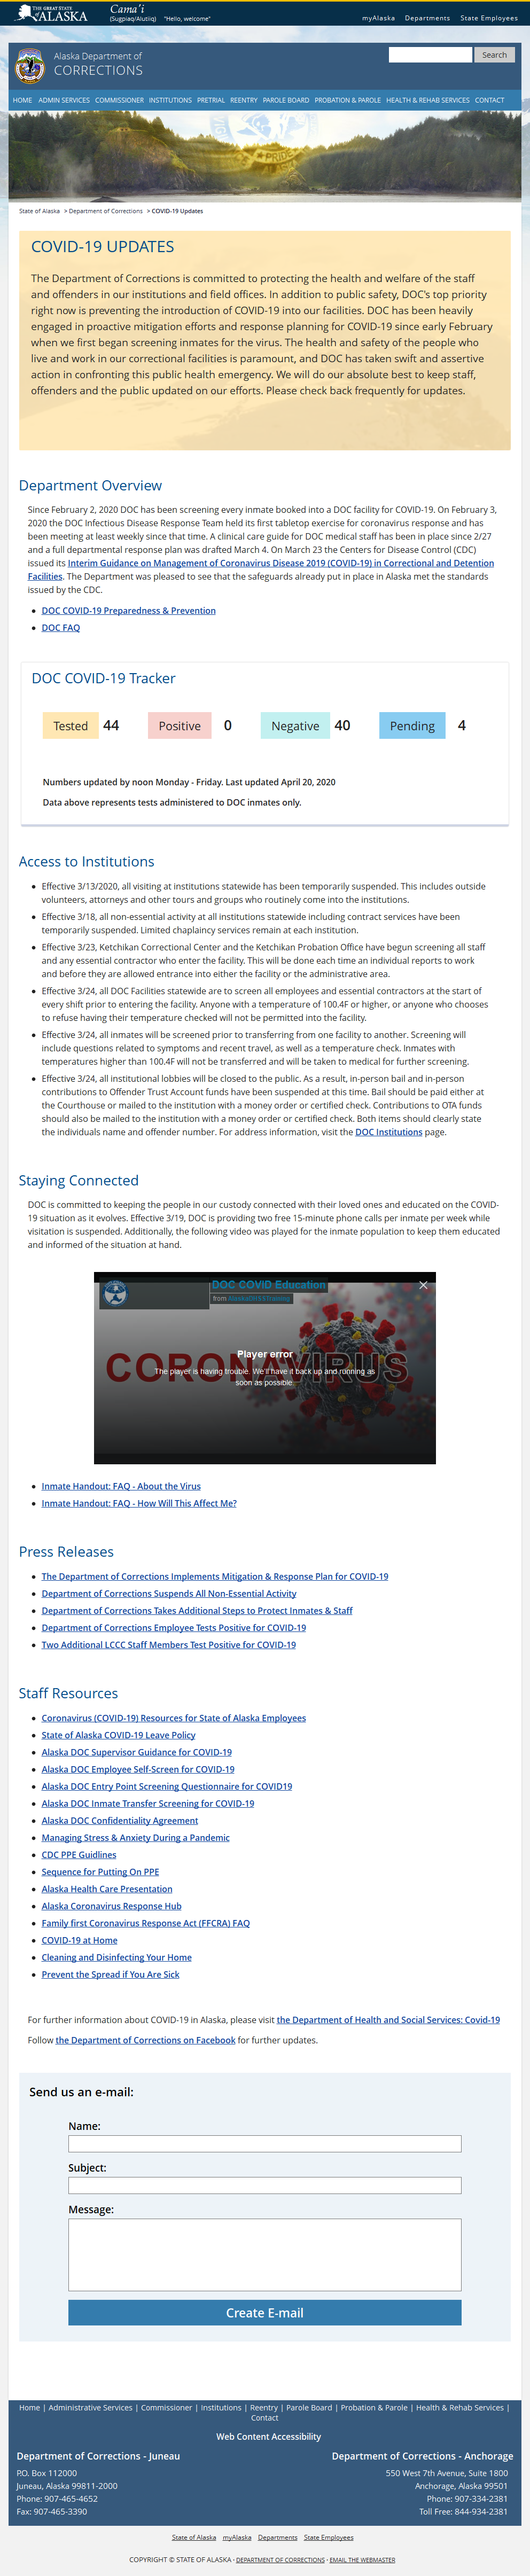 THE GREAT STATE of ALASKA
Cama'i
(Sugpiaq/Alutiiq) "Hello, welcome"
myAlaska Departments State Employees
Alaska Department of
CORRECTIONS
Search
HOME ADMIN SERVICES COMMISSIONER INSTITUTIONS PRETRIAL REENTRY PAROLE BOARD PROBATION & PAROLE HEALTH & REHAB SERVICES CONTACT
PRIDE
State of Alaska > Department of Corrections > COVID-19 Updates
COVID-19 UPDATES
The Department of Corrections is committed to protecting the health and welfare of the staff
and offenders in our institutions and field offices. In addition to public safety, DOC's top priority
right now is preventing the introduction of COVID-19 into our facilities. DOC has been heavily
engaged in proactive mitigation efforts and response planning for COVID-19 since early February
when we first began screening inmates for the virus. The health and safety of the people who
live and work in our correctional facilities is paramount, and DOC has taken swift and assertive
action in confronting this public health emergency. We will do our absolute best to keep staff,
offenders and the public updated on our efforts. Please check back frequently for updates.
Department Overview
Since February 2, 2020 DOC has been screening every inmate booked into a DOC facility for COVID-19. On February 3,
2020 the DOC Infectious Disease Response Team held its first tabletop exercise for coronavirus response and has
been meeting at least weekly since that time. A clinical care guide for DOC medical staff has been in place since 2/27
and a full departmental response plan was drafted March 4. On March 23 the Centers for Disease Control (CDC)
issued its Interim Guidance on Management of Coronavirus Disease 2019 (COVID-19) in Correctional and Detention
Facilities. The Department was pleased to see that the safeguards already put in place in Alaska met the standards
issued by the CDC.
DOC COVID-19 Preparedness & Prevention
DOC FAQ
DOC COVID-19 Tracker
Tested 44 Positive 0 Negative 40 Pending 4
Numbers updated by noon Monday - Friday. Last updated April 20, 2020
Data above represents tests administered to DOC inmates only.
Access to Institutions
Effective 3/13/2020, all visiting at institutions statewide has been temporarily suspended. This includes outside
volunteers, attorneys and other tours and groups who routinely come into the institutions.
Effective 3/18, all non-essential activity at all institutions statewide including contract services have been
temporarily suspended. Limited chaplaincy services remain at each institution.
Effective 3/23, Ketchikan Correctional Center and the Ketchikan Probation Office have begun screening all staff
and any essential contractor who enter the facility. This will be done each time an individual reports to work
and before they are allowed entrance into either the facility or the administrative area.
Effective 3/24, all DOC Facilities statewide are to screen all employees and essential contractors at the start of
every shift prior to entering the facility. Anyone with a temperature of 100.4F or higher, or anyone who chooses
to refuse having their temperature checked will not be permitted into the facility.
Effective 3/24, all inmates will be screened prior to transferring from one facility to another. Screening will
include questions related to symptoms and recent travel, as well as a temperature check. Inmates with
temperatures higher than 100.4F will not be transferred and will be taken to medical for further screening.
Effective 3/24, all institutional lobbies will be closed to the public. As a result, in-person bail and in-person
contributions to Offender Trust Account funds have been suspended at this time. Bail should be paid either at
the Courthouse or mailed to the institution with a money order or certified check. Contributions to OTA funds
should also be mailed to the institution with a money order or certified check. Both items should clearly state
the individuals name and offender number. For address information, visit the DOC Institutions page.
Staying Connected
DOC is committed to keeping the people in our custody connected with their loved ones and educated on the COVID-
19 situation as it evolves. Effective 3/19, DOC is providing two free 15-minute phone calls per inmate per week while
visitation is suspended. Additionally, the following video was played for the inmate population to keep them educated
and informed of the situation at hand.
DOC COVID Education
from AlaskaDHSSTraining
CORONAVIRUS
Player error
The player is having trouble. We'll have it back up and running as
soon as possible.
Inmate Handout: FAQ - About the Virus
Inmate Handout: FAQ - How Will This Affect Me?
Press Releases
The Department of Corrections Implements Mitigation & Response Plan for COVID-19
Department of Corrections Suspends All Non-Essential Activity
Department of Corrections Takes Additional Steps to Protect Inmates & Staff
Department of Corrections Employee Tests Positive for COVID-19
Two Additional LCCC Staff Members Test Positive for COVID-19
Staff Resources
Coronavirus (COVID-19) Resources for State of Alaska Employees
State of Alaska COVID-19 Leave Policy
Alaska DOC Supervisor Guidance for COVID-19
Alaska DOC Employee Self-Screen for COVID-19
Alaska DOC Entry Point Screening Questionnaire for COVID19
Alaska DOC Inmate Transfer Screening for COVID-19
Alaska DOC Confidentiality Agreement
Managing Stress & Anxiety During a Pandemic
CDC PPE Guidlines
Sequence for Putting On PPE
Alaska Health Care Presentation
Alaska Coronavirus Response Hub
Family first Coronavirus Response Act (FFCRA) FAQ
COVID-19 at Home
Cleaning and Disinfecting Your Home
Prevent the Spread if You Are Sick
For further information about COVID-19 in Alaska, please visit the Department of Health and Social Services: Covid-19
Follow the Department of Corrections on Facebook for further updates.
Send us an e-mail:
Name:
Subject:
Message:
Create E-mail
Home | Administrative Services | Commissioner | Institutions | Reentry | Parole Board | Probation & Parole | Health & Rehab Services |
Contact
Web Content Accessibility
Department of Corrections - Juneau
P.O. Box 112000
Juneau, Alaska 99811-2000
Phone: 907-465-4652
Fax: 907-465-3390
Department of Corrections - Anchorage
550 West 7th Avenue, Suite 1800
Anchorage, Alaska 99501
Phone: 907-334-2381
Toll Free: 844-934-2381
State of Alaska myAlaska Departments State Employees
COPYRIGHT © STATE OF ALASKA · DEPARTMENT OF CORRECTIONS · EMAIL THE WEBMASTER